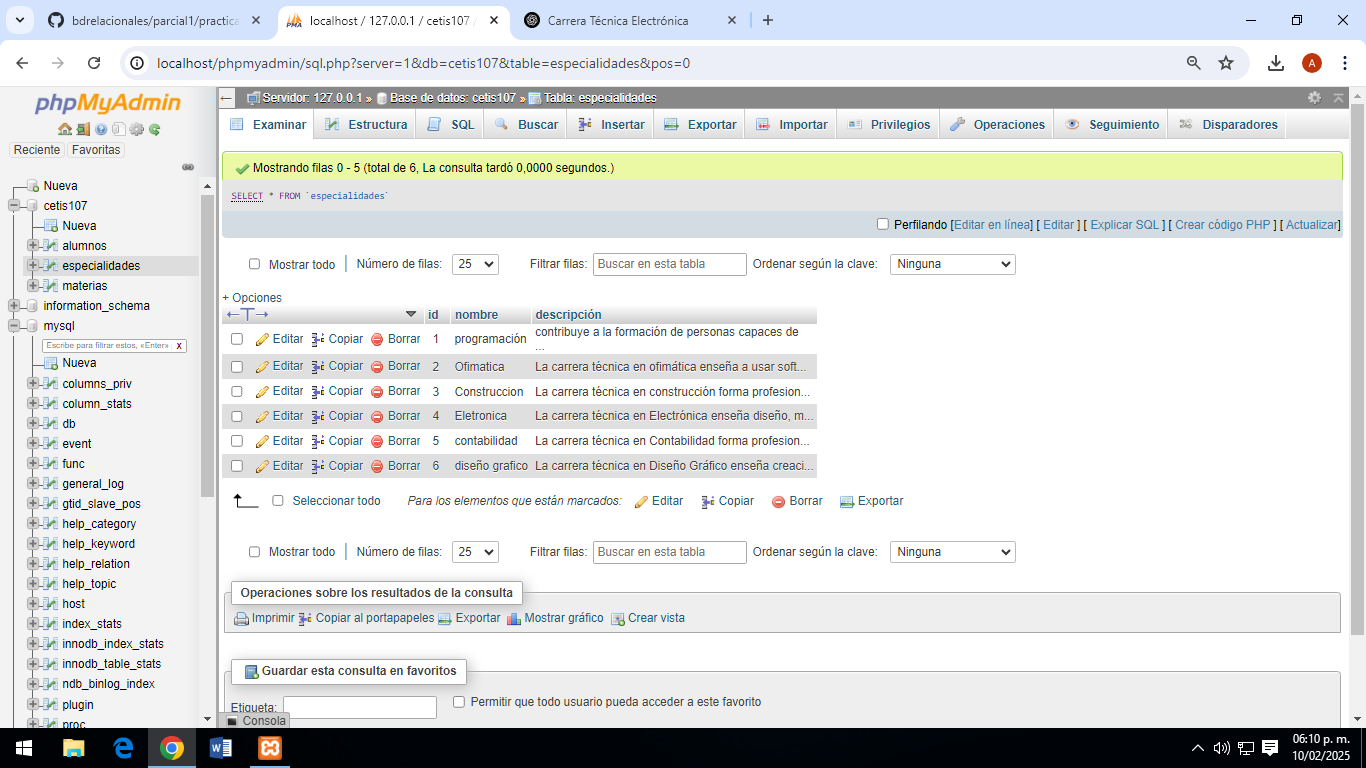 bdrelacionales/parcial1/practica
localhost / 127.0.0.1 / cetis107 /
Carrera Técnica Electrónica
localhost/phpmyadmin/sql.php?server=1&db=cetis107&table=especialidades&pos=0
A
phpMyAdmin
Reciente Favoritas
Nueva
cetis107
Nueva
alumnos
especialidades
materias
information_schema
mysql
Escribe para filtrar estos, «Enter» X
Nueva
columns_priv
column_stats
db
event
func
general_log
gtid_slave_pos
help_category
help_keyword
help_relation
help_topic
host
index_stats
innodb_index_stats
innodb_table_stats
ndb_binlog_index
plugin
proc
Servidor: 127.0.0.1 » Base de datos: cetis107 » Tabla: especialidades
Examinar Estructura SQL Buscar Insertar Exportar Importar Privilegios Operaciones Seguimiento Disparadores
Mostrando filas 0 - 5 (total de 6, La consulta tardó 0,0000 segundos.)
SELECT * FROM `especialidades`
Perfilando [Editar en línea] [ Editar ] [ Explicar SQL ] [ Crear código PHP ] [ Actualizar]
Mostrar todo Número de filas: 25 Filtrar filas: Buscar en esta tabla Ordenar según la clave: Ninguna
+ Opciones
←T→ id nombre descripción
Editar Copiar Borrar 1 programación contribuye a la formación de personas capaces de
...
Editar Copiar Borrar 2 Ofimatica La carrera técnica en ofimática enseña a usar soft...
Editar Copiar Borrar 3 Construccion La carrera técnica en construcción forma profesion...
Editar Copiar Borrar 4 Eletronica La carrera técnica en Electrónica enseña diseño, m...
Editar Copiar Borrar 5 contabilidad La carrera técnica en Contabilidad forma profesion...
Editar Copiar Borrar 6 diseño grafico La carrera técnica en Diseño Gráfico enseña creaci...
Seleccionar todo Para los elementos que están marcados: Editar Copiar Borrar Exportar
Mostrar todo Número de filas: 25 Filtrar filas: Buscar en esta tabla Ordenar según la clave: Ninguna
Operaciones sobre los resultados de la consulta
Imprimir Copiar al portapapeles Exportar Mostrar gráfico Crear vista
Guardar esta consulta en favoritos
Etiqueta: Permitir que todo usuario pueda acceder a este favorito
Consola
06:10 p. m.
10/02/2025